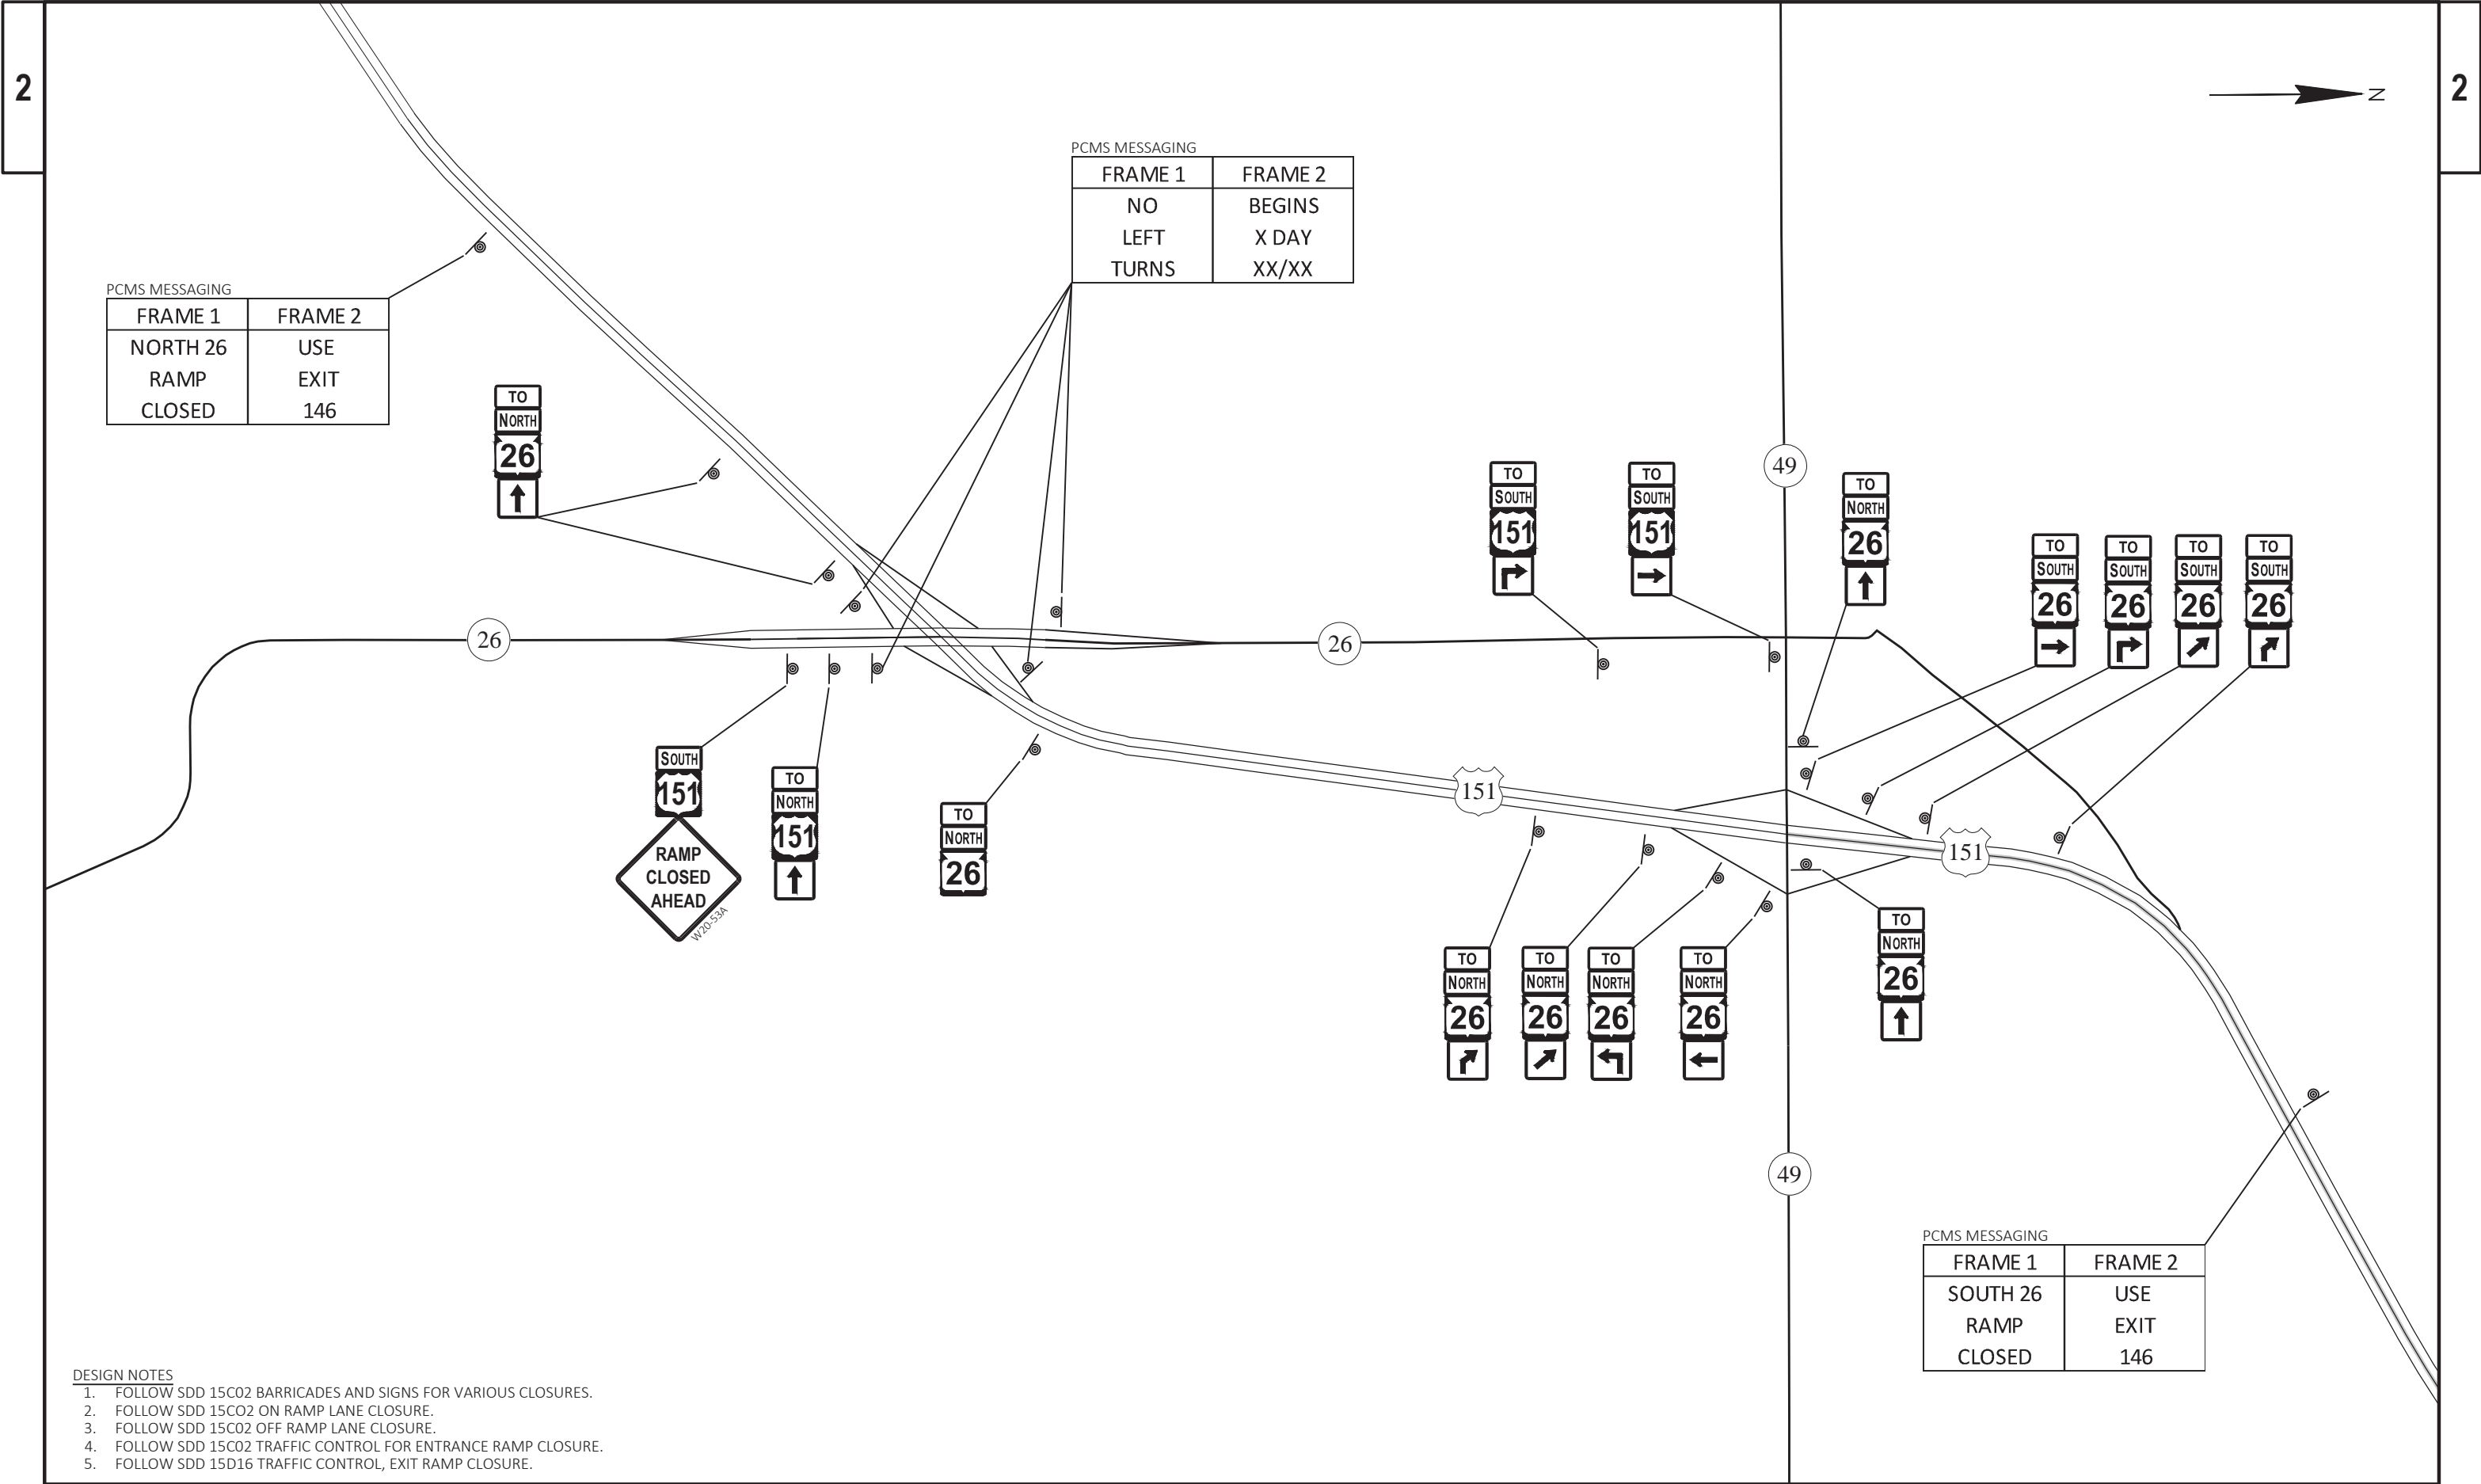 2
2
N
PCMS MESSAGING
FRAME 1 FRAME 2
NO BEGINS
LEFT X DAY
TURNS XX/XX
PCMS MESSAGING
FRAME 1 FRAME 2
NORTH 26 USE
RAMP EXIT
CLOSED 146
TO
NORTH
26
TO
SOUTH
151
TO
SOUTH
151
49
TO
NORTH
26
TO
SOUTH
26
TO
SOUTH
26
TO
SOUTH
26
TO
SOUTH
26
26
26
SOUTH
151
RAMP
CLOSED
AHEAD
W20-53A
TO
NORTH
151
TO
NORTH
26
151
151
TO
NORTH
26
TO
NORTH
26
TO
NORTH
26
TO
NORTH
26
TO
NORTH
26
49
PCMS MESSAGING
FRAME 1 FRAME 2
SOUTH 26 USE
RAMP EXIT
CLOSED 146
DESIGN NOTES
1. FOLLOW SDD 15C02 BARRICADES AND SIGNS FOR VARIOUS CLOSURES.
2. FOLLOW SDD 15CO2 ON RAMP LANE CLOSURE.
3. FOLLOW SDD 15C02 OFF RAMP LANE CLOSURE.
4. FOLLOW SDD 15C02 TRAFFIC CONTROL FOR ENTRANCE RAMP CLOSURE.
5. FOLLOW SDD 15D16 TRAFFIC CONTROL, EXIT RAMP CLOSURE.